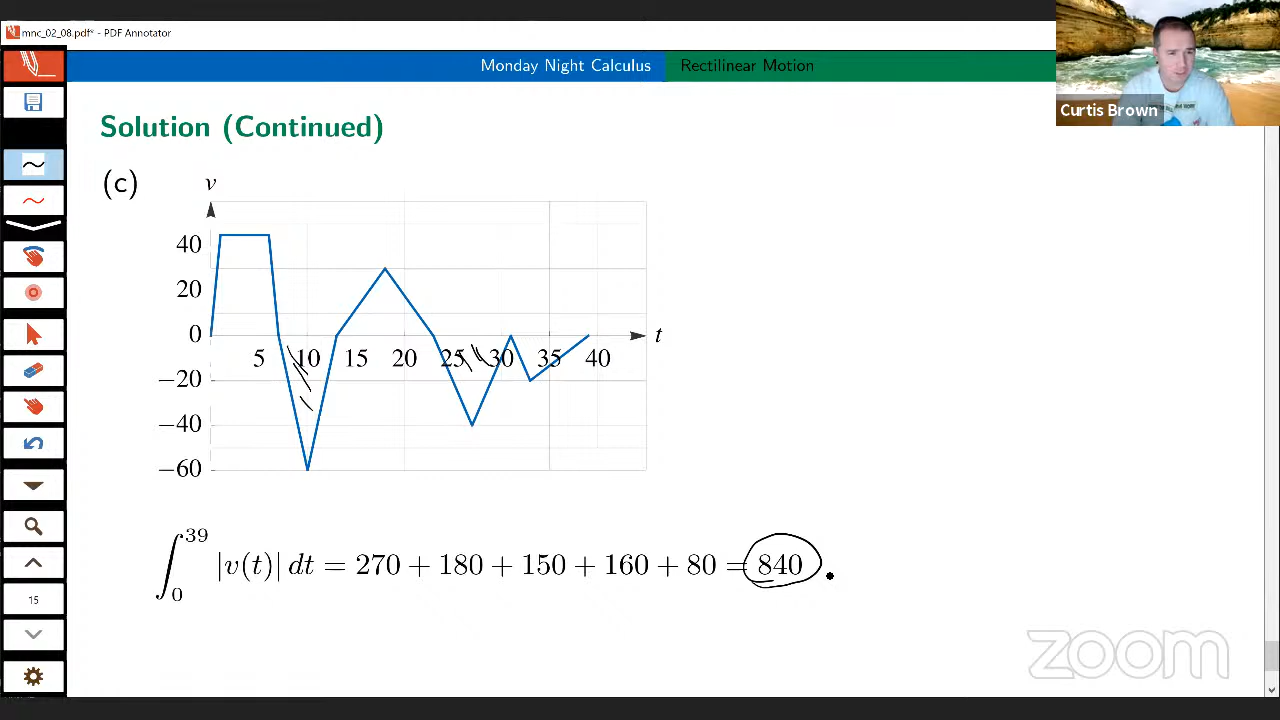 mnc_02_08.pdf* - PDF Annotator
Monday Night Calculus Rectilinear Motion
Curtis Brown
Solution (Continued)
(c)
v
40
20
0
t
5 10 15 20 25 30 35 40
−20
−40
−60
∫₀³⁹ |v(t)| dt = 270 + 180 + 150 + 160 + 80 = 840
15
zoom